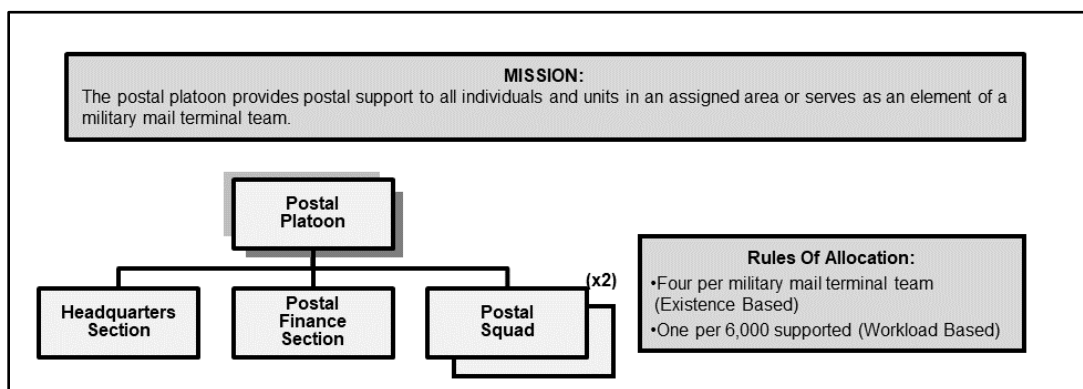 MISSION:
The postal platoon provides postal support to all individuals and units in an assigned area or serves as an element of a
military mail terminal team.
Postal
Platoon
(x2)
Headquarters
Section
Postal
Finance
Section
Postal
Squad
Rules Of Allocation:
•Four per military mail terminal team
(Existence Based)
•One per 6,000 supported (Workload Based)